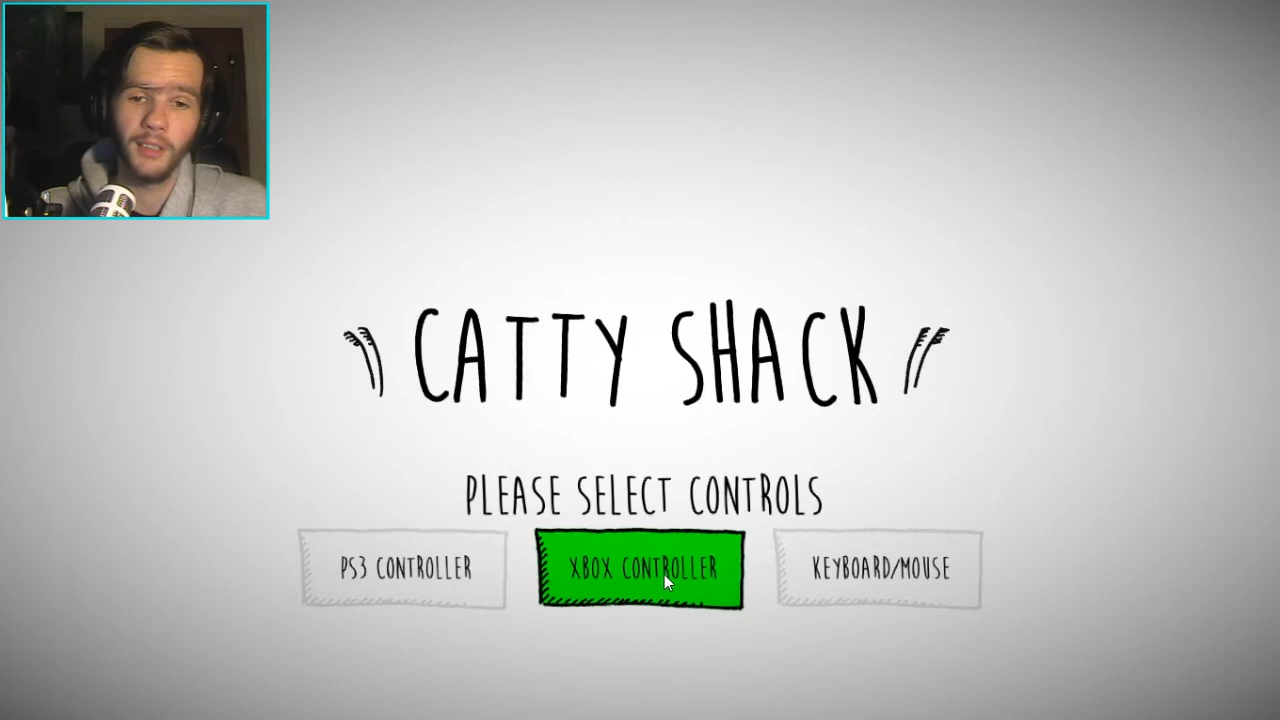 CATTY SHACK
PLEASE SELECT CONTROLS
PS3 CONTROLLER
XBOX CONTROLLER
KEYBOARD/MOUSE